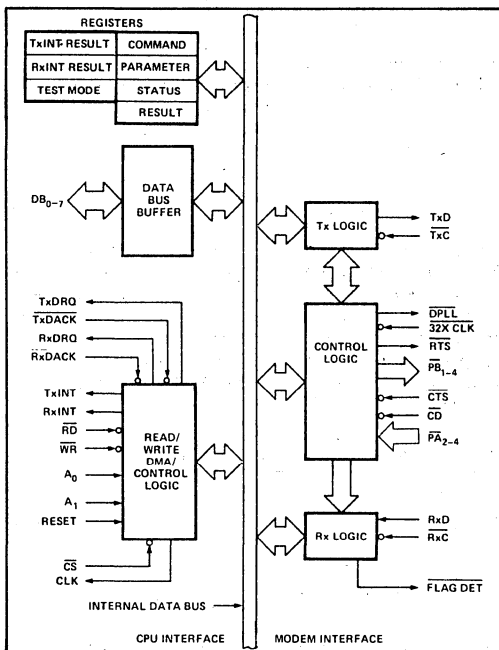 REGISTERS
TxINT-RESULT COMMAND
RxINT RESULT PARAMETER
TEST MODE STATUS
RESULT
DB0-7
DATA
BUS
BUFFER
Tx LOGIC
TxD
TxC
TxDRQ
TxDACK
RxDRQ
RxDACK
TxINT
RxINT
RD
WR
A0
A1
RESET
CS
CLK
READ/
WRITE
DMA/
CONTROL
LOGIC
CONTROL
LOGIC
DPLL
32X CLK
RTS
PB1-4
CTS
CD
PA2-4
Rx LOGIC
RxD
RxC
FLAG DET
INTERNAL DATA BUS
CPU INTERFACE MODEM INTERFACE